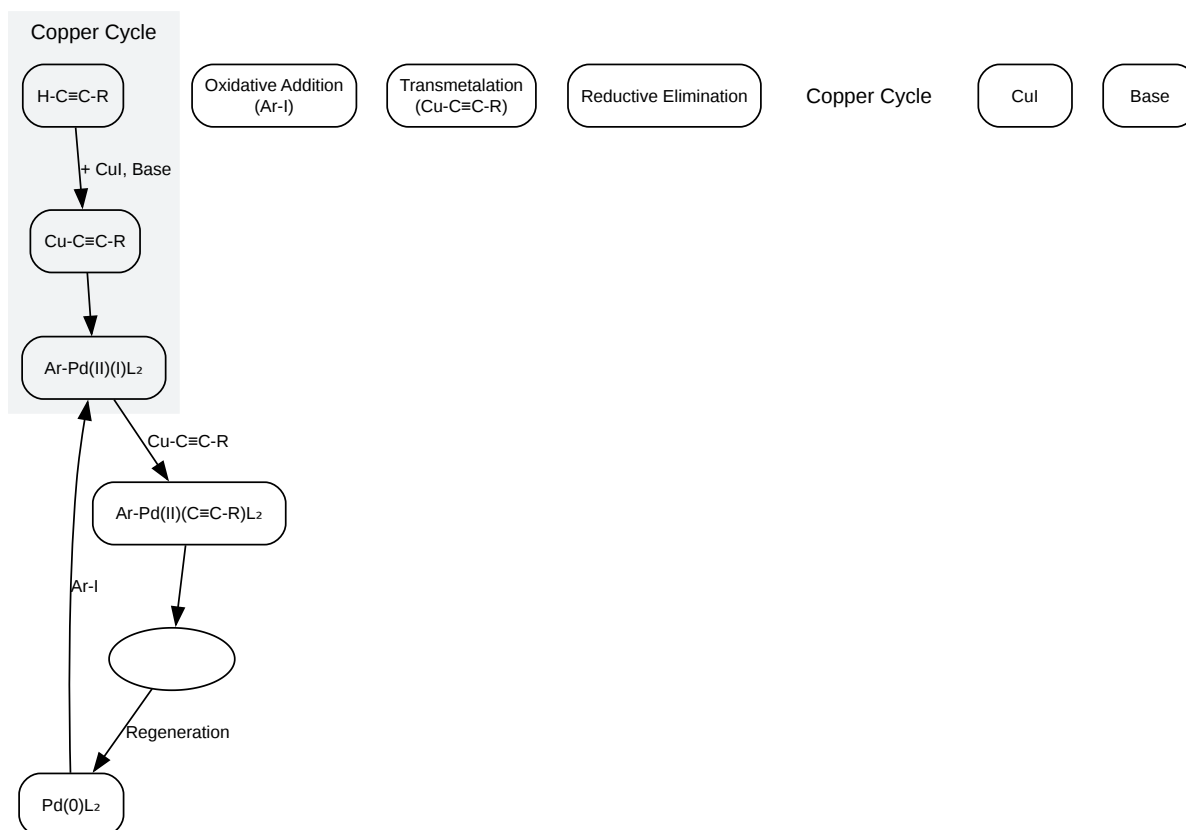 Copper Cycle
H-C≡C-R
Oxidative Addition
(Ar-I)
Transmetalation
(Cu-C≡C-R)
Reductive Elimination
Copper Cycle
CuI
Base
+ CuI, Base
Cu-C≡C-R
Ar-Pd(II)(I)L₂
Cu-C≡C-R
Ar-Pd(II)(C≡C-R)L₂
Ar-I
Regeneration
Pd(0)L₂